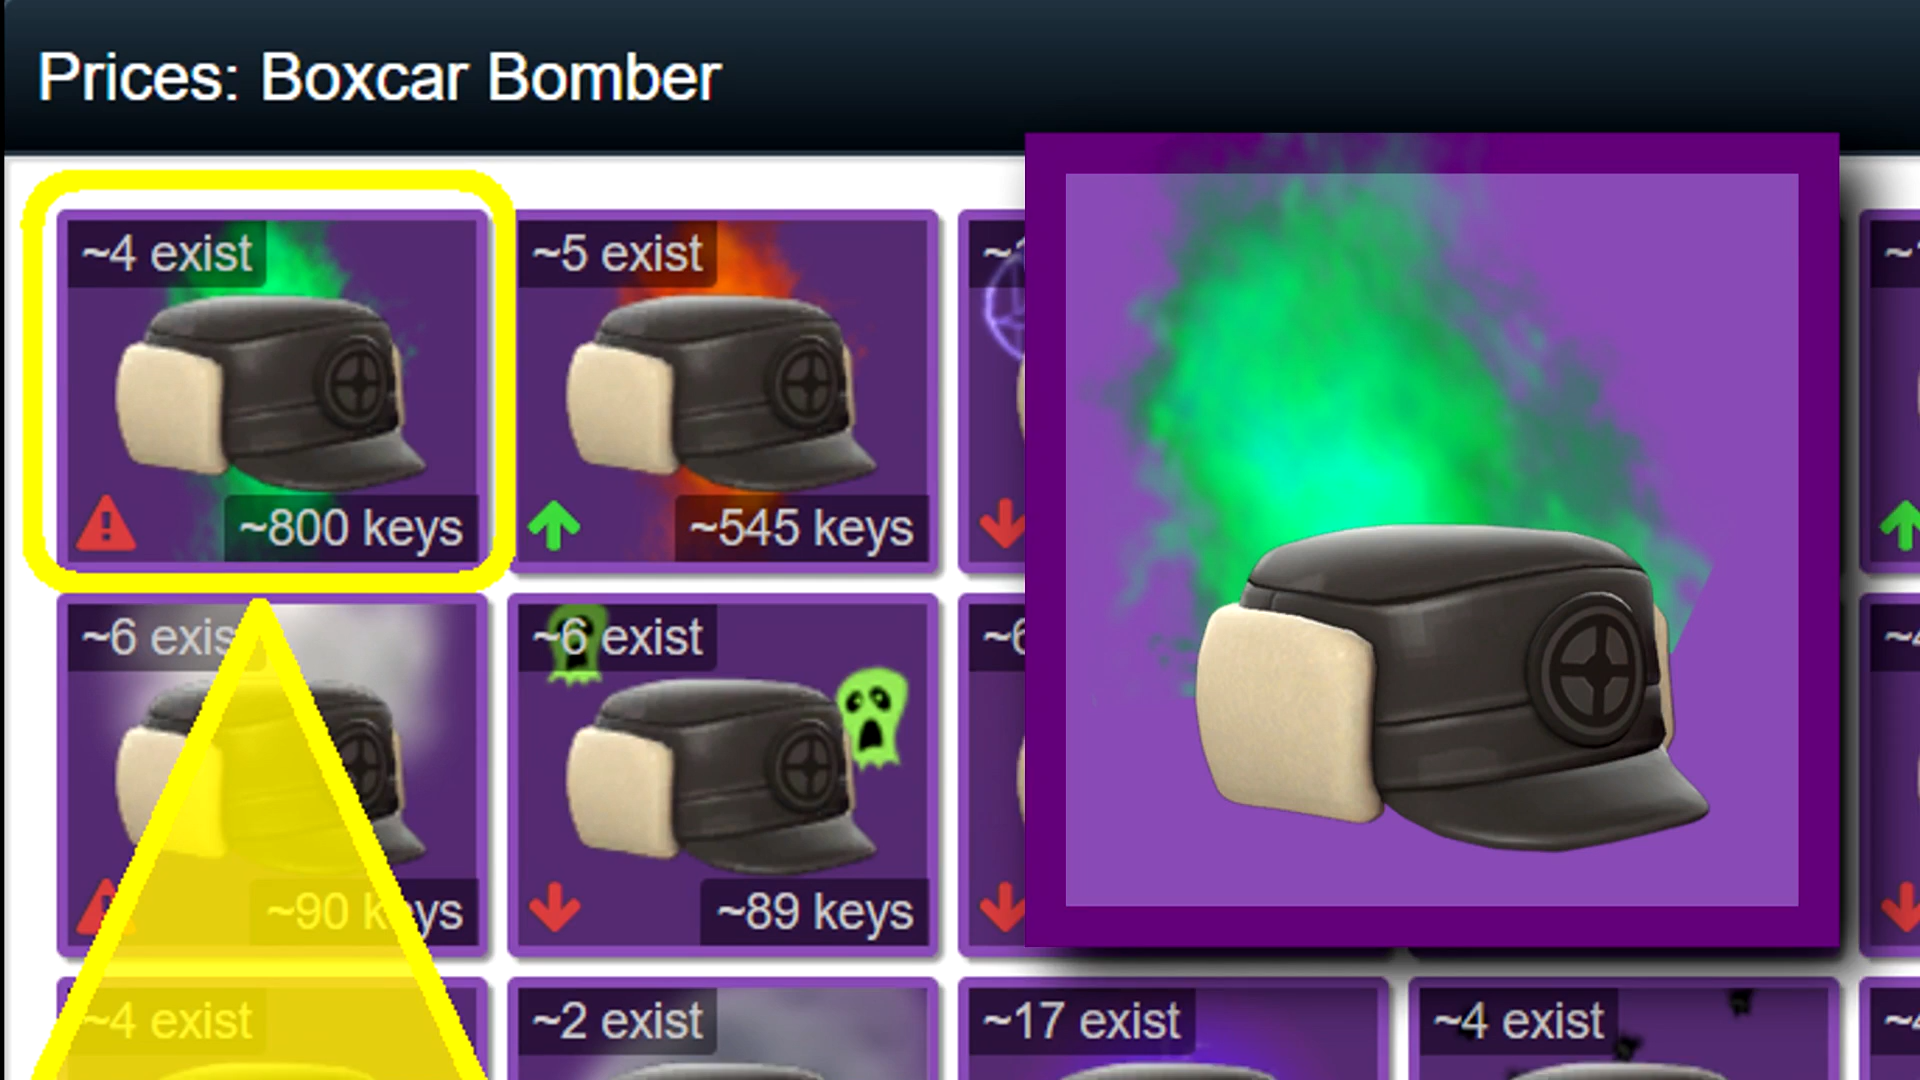 Prices: Boxcar Bomber
~4 exist
~5 exist
~800 keys
~545 keys
~6 exis
~6 exist
~90 keys
~89 keys
~4 exist
~2 exist
~17 exist
~4 exist